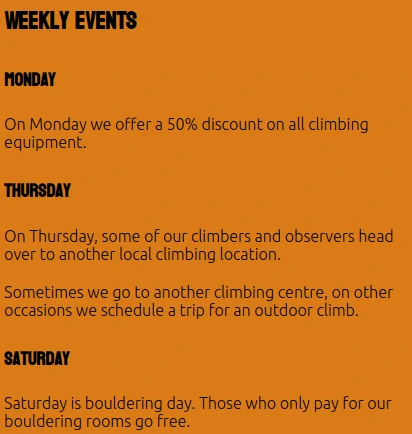 WEEKLY EVENTS
MONDAY
On Monday we offer a 50% discount on all climbing
equipment.
THURSDAY
On Thursday, some of our climbers and observers head
over to another local climbing location.
Sometimes we go to another climbing centre, on other
occasions we schedule a trip for an outdoor climb.
SATURDAY
Saturday is bouldering day. Those who only pay for our
bouldering rooms go free.